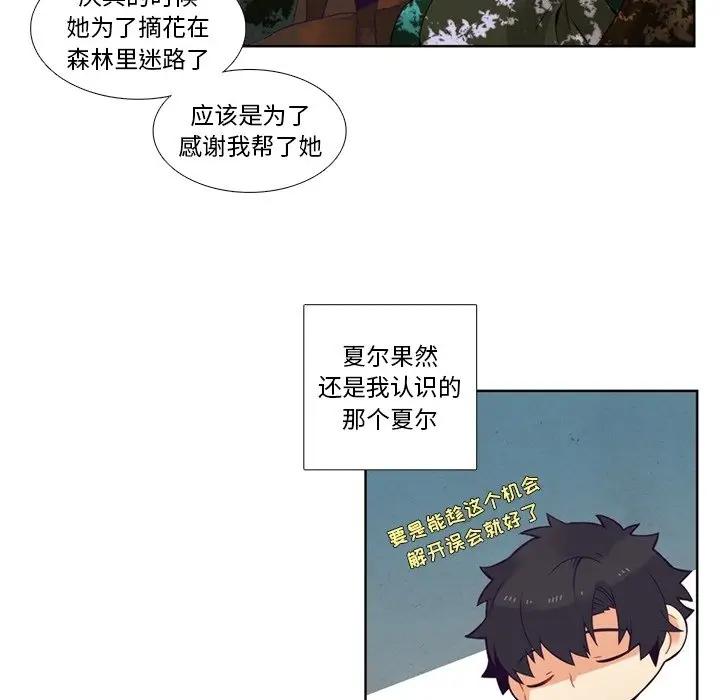 她为了摘花在
森林里迷路了
应该是为了
感谢我帮了她
夏尔果然
还是我认识的
那个夏尔
要是能趁这个机会
解开误会就好了